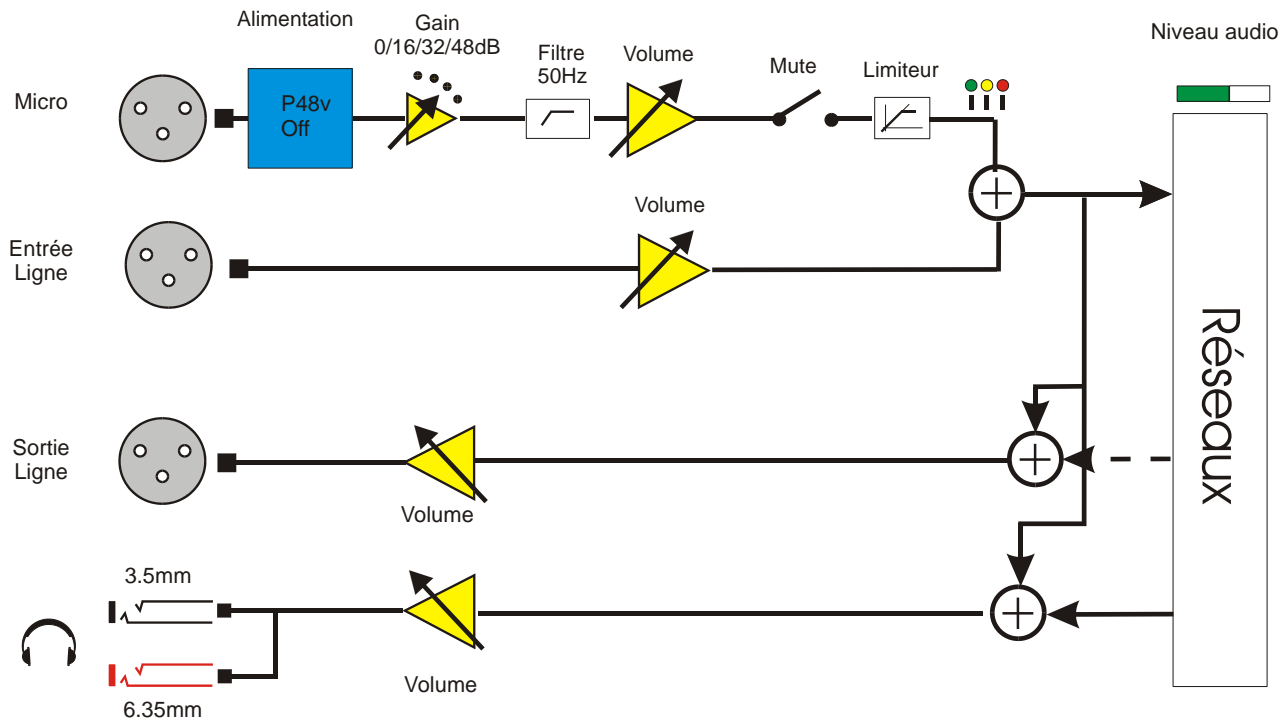 Alimentation
Gain
0/16/32/48dB
Filtre
50Hz
Volume
Mute
Limiteur
Niveau audio
Micro
P48v
Off
Entrée
Ligne
Volume
Réseaux
Sortie
Ligne
Volume
3.5mm
6.35mm
Volume